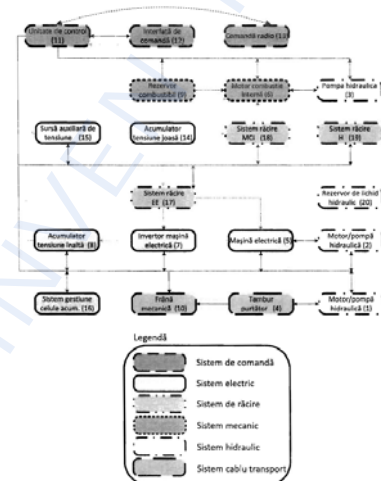 Unitate de control
(11)
Interfață de
comandă (12)
Comandă radio (13)
Rezervor
combustibil (9)
Motor combustie
internă (6)
Pompa hidraulica
(3)
Sursă auxiliară de
tensiune (15)
Acumulator
tensiune joasă (14)
Sistem răcire
MCI (18)
Sistem răcire
H (19)
Sistem răcire
EE (17)
Rezervor de lichid
hidraulic (20)
Acumulator
tensiune înaltă (8)
Invertor mașină
electrică (7)
Mașină electrică (5)
Motor/pompă
hidraulică (2)
Sistem gestiune
celule acum. (16)
Frână
mecanică (10)
Tambur
purtător (4)
Motor/pompă
hidraulică (1)
Legendă
Sistem de comandă
Sistem electric
Sistem de răcire
Sistem mecanic
Sistem hidraulic
Sistem cablu transport